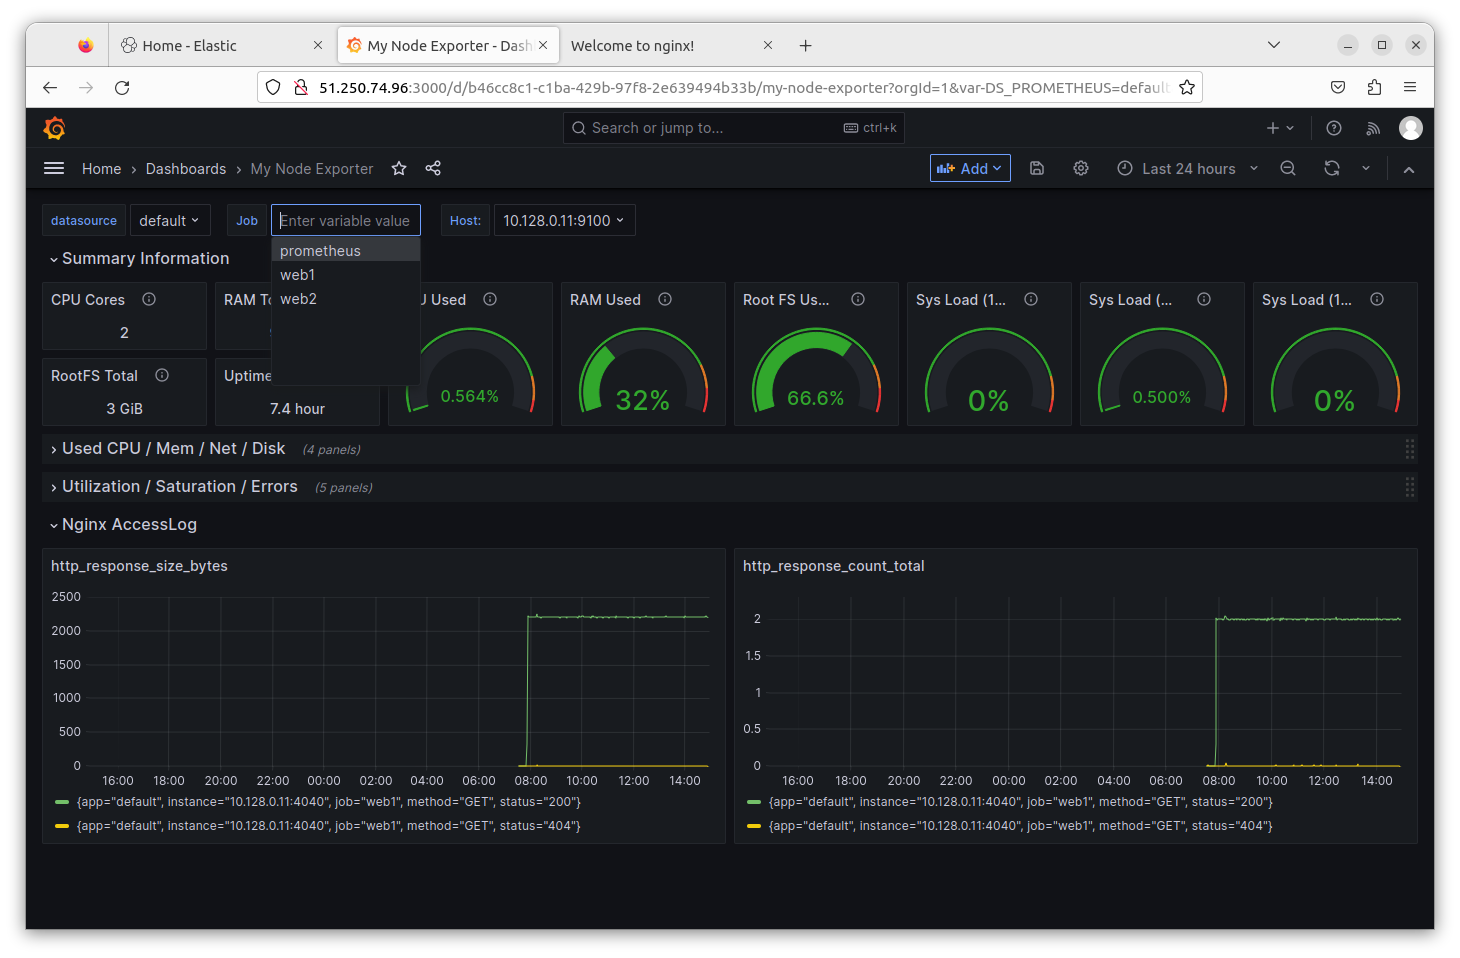 Home - Elastic
My Node Exporter - Dash
Welcome to nginx!
51.250.74.96:3000/d/b46cc8c1-c1ba-429b-97f8-2e639494b33b/my-node-exporter?orgId=1&var-DS_PROMETHEUS=default
Search or jump to...
ctrl+k
Home › Dashboards › My Node Exporter
Add
Last 24 hours
datasource
default
Job
Enter variable value
Host:
10.128.0.11:9100
prometheus
web1
web2
Summary Information
CPU Cores
2
RAM To
U Used
0.564%
RAM Used
32%
Root FS Us...
66.6%
Sys Load (1...
0%
Sys Load (...
0.500%
Sys Load (1...
0%
RootFS Total
3 GiB
Uptime
7.4 hour
Used CPU / Mem / Net / Disk (4 panels)
Utilization / Saturation / Errors (5 panels)
Nginx AccessLog
http_response_size_bytes
2500
2000
1500
1000
500
0
16:00 18:00 20:00 22:00 00:00 02:00 04:00 06:00 08:00 10:00 12:00 14:00
{app="default", instance="10.128.0.11:4040", job="web1", method="GET", status="200"}
{app="default", instance="10.128.0.11:4040", job="web1", method="GET", status="404"}
http_response_count_total
2
1.5
1
0.5
0
16:00 18:00 20:00 22:00 00:00 02:00 04:00 06:00 08:00 10:00 12:00 14:00
{app="default", instance="10.128.0.11:4040", job="web1", method="GET", status="200"}
{app="default", instance="10.128.0.11:4040", job="web1", method="GET", status="404"}